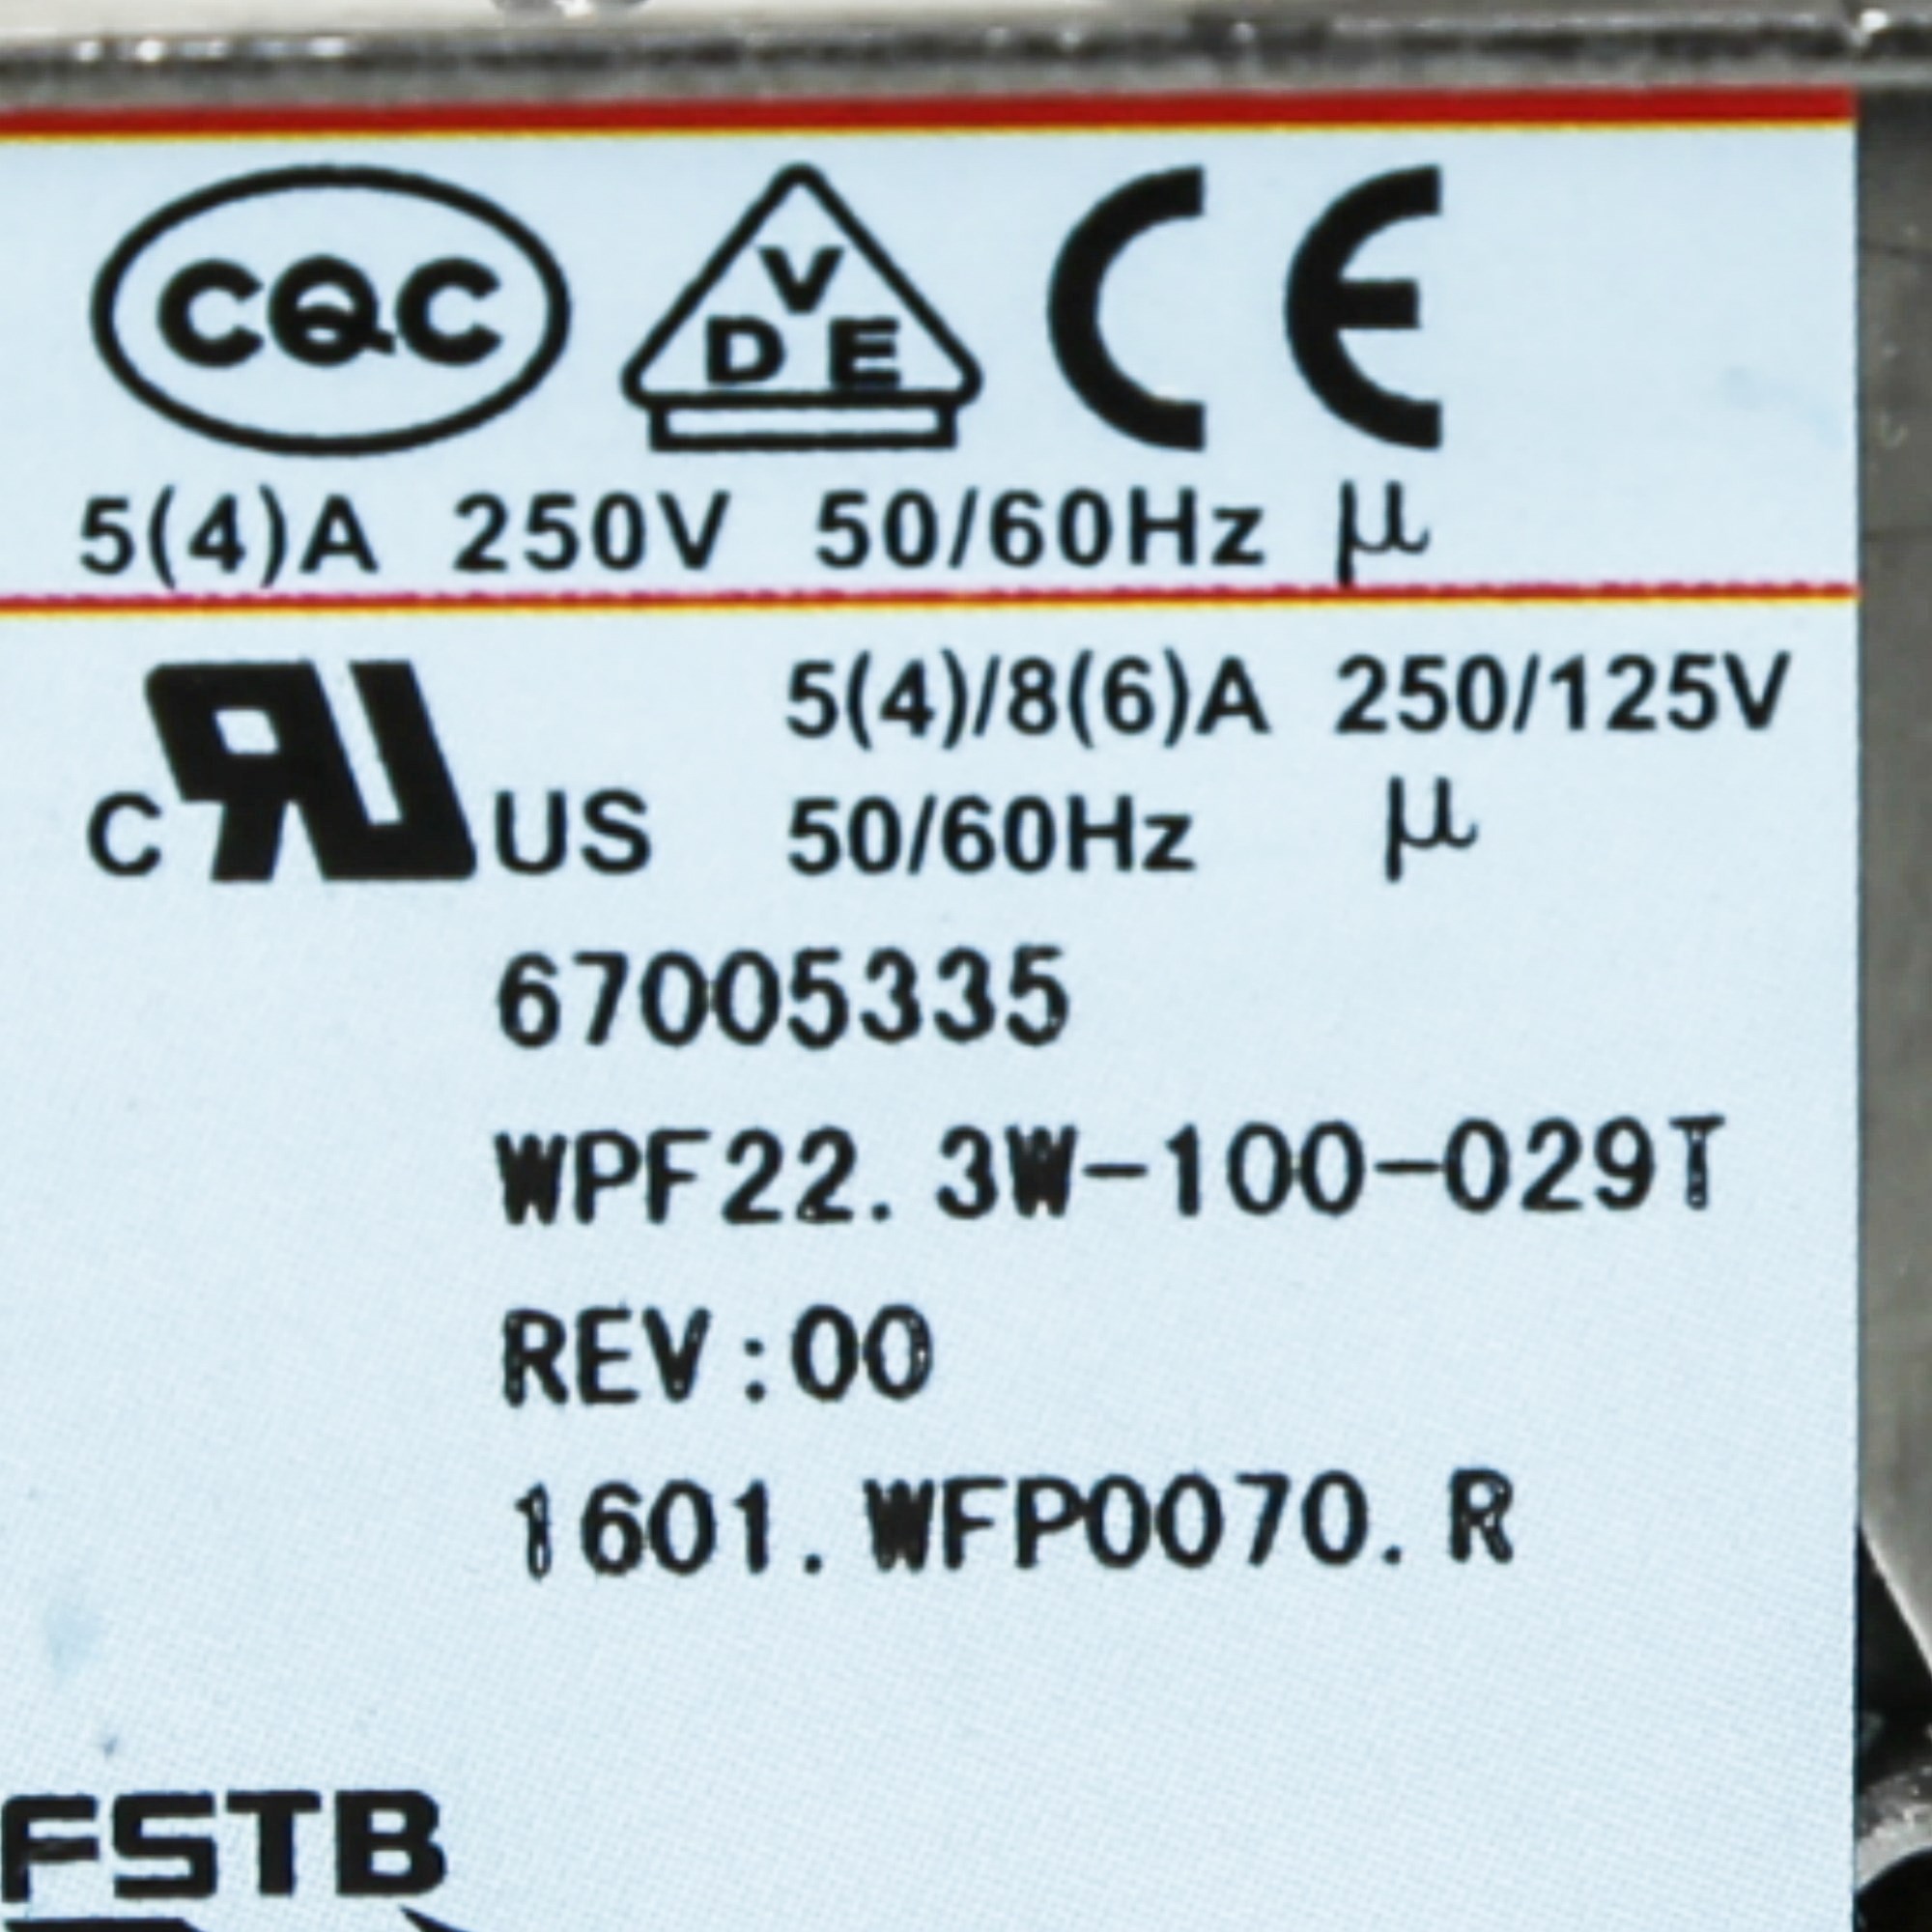 CQC VDE CE
5(4)A 250V 50/60Hz μ
5(4)/8(6)A 250/125V
C RU US 50/60Hz μ
67005335
WPF22.3W-100-029T
REV:00
1601.WFP0070.R
FSTB